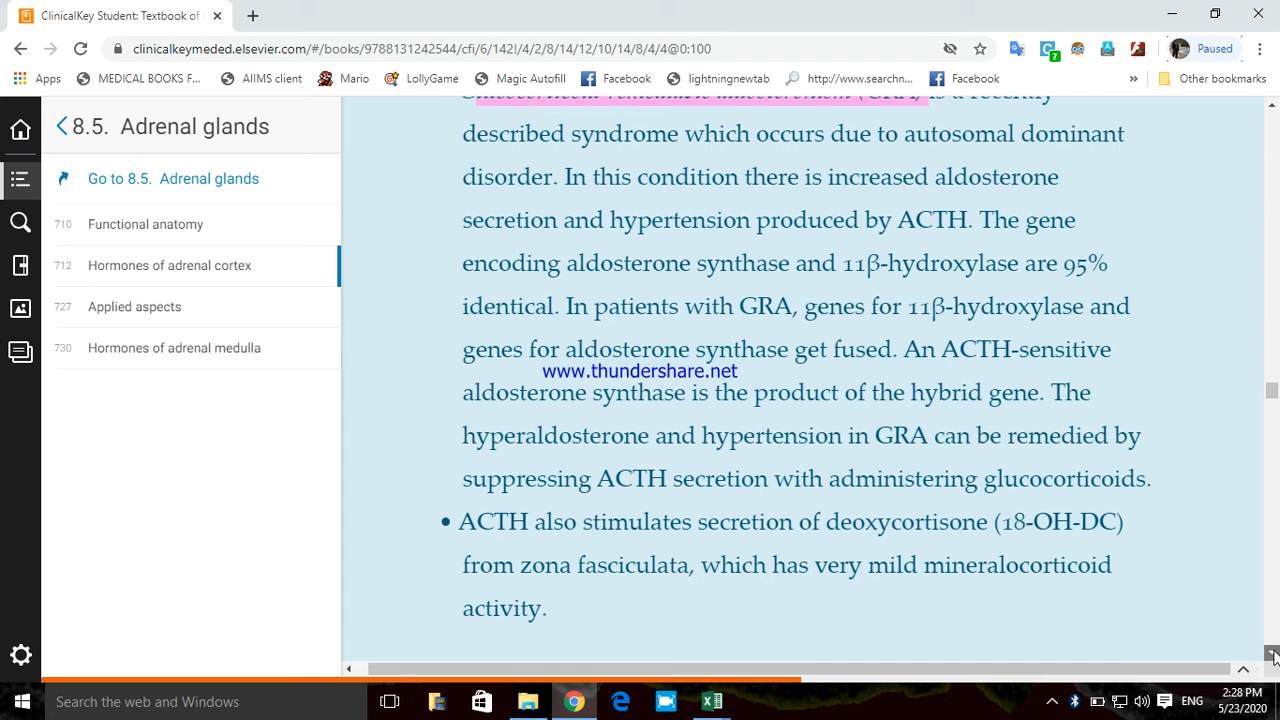 ClinicalKey Student: Textbook of
clinicalkeymeded.elsevier.com/#/books/9788131242544/cfi/6/142!/4/2/8/14/12/10/14/8/4/4@0:100
7
Paused
Apps
MEDICAL BOOKS F...
AIIMS client
Mario
LollyGame
Magic Autofill
Facebook
lightningnewtab
http://www.searchn...
Facebook
»
Other bookmarks
8.5. Adrenal glands
Go to 8.5. Adrenal glands
710 Functional anatomy
712 Hormones of adrenal cortex
727 Applied aspects
730 Hormones of adrenal medulla
(GRA) is a recently
described syndrome which occurs due to autosomal dominant
disorder. In this condition there is increased aldosterone
secretion and hypertension produced by ACTH. The gene
encoding aldosterone synthase and 11β-hydroxylase are 95%
identical. In patients with GRA, genes for 11β-hydroxylase and
genes for aldosterone synthase get fused. An ACTH-sensitive
www.thundershare.net
aldosterone synthase is the product of the hybrid gene. The
hyperaldosterone and hypertension in GRA can be remedied by
suppressing ACTH secretion with administering glucocorticoids.
• ACTH also stimulates secretion of deoxycortisone (18-OH-DC)
from zona fasciculata, which has very mild mineralocorticoid
activity.
Search the web and Windows
ENG
2:28 PM
5/23/2020